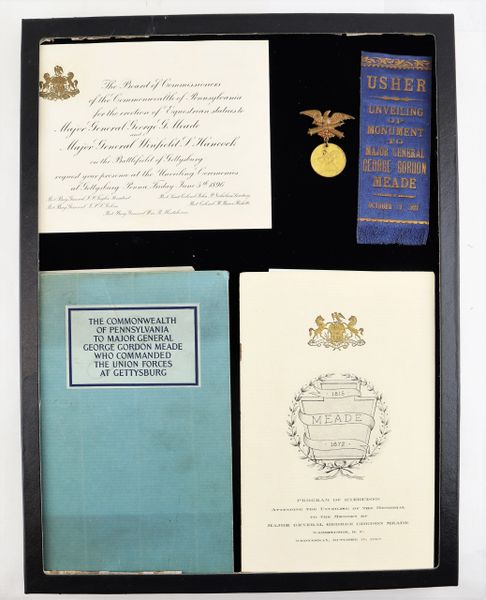 The Board of Commissioners
of the Commonwealth of Pennsylvania
for the erection of Equestrian statues to
Major General George G. Meade
and
Major General Winfield S. Hancock
on the Battlefield of Gettysburg
request your presence at the Unveiling Ceremonies
at Gettysburg Penna. Friday June 5th 1896
USHER
UNVEILING
OF
MONUMENT
TO
MAJOR GENERAL
GEORGE GORDON
MEADE
OCTOBER
THE COMMONWEALTH
OF PENNSYLVANIA
TO MAJOR GENERAL
GEORGE GORDON MEADE
WHO COMMANDED
THE UNION FORCES
AT GETTYSBURG
1815
MEADE
1872
PROGRAM OF EXERCISES
ATTENDING THE UNVEILING OF THE MEMORIAL
TO THE MEMORY OF
MAJOR GENERAL GEORGE GORDON MEADE
WASHINGTON, D. C.
WEDNESDAY, OCTOBER